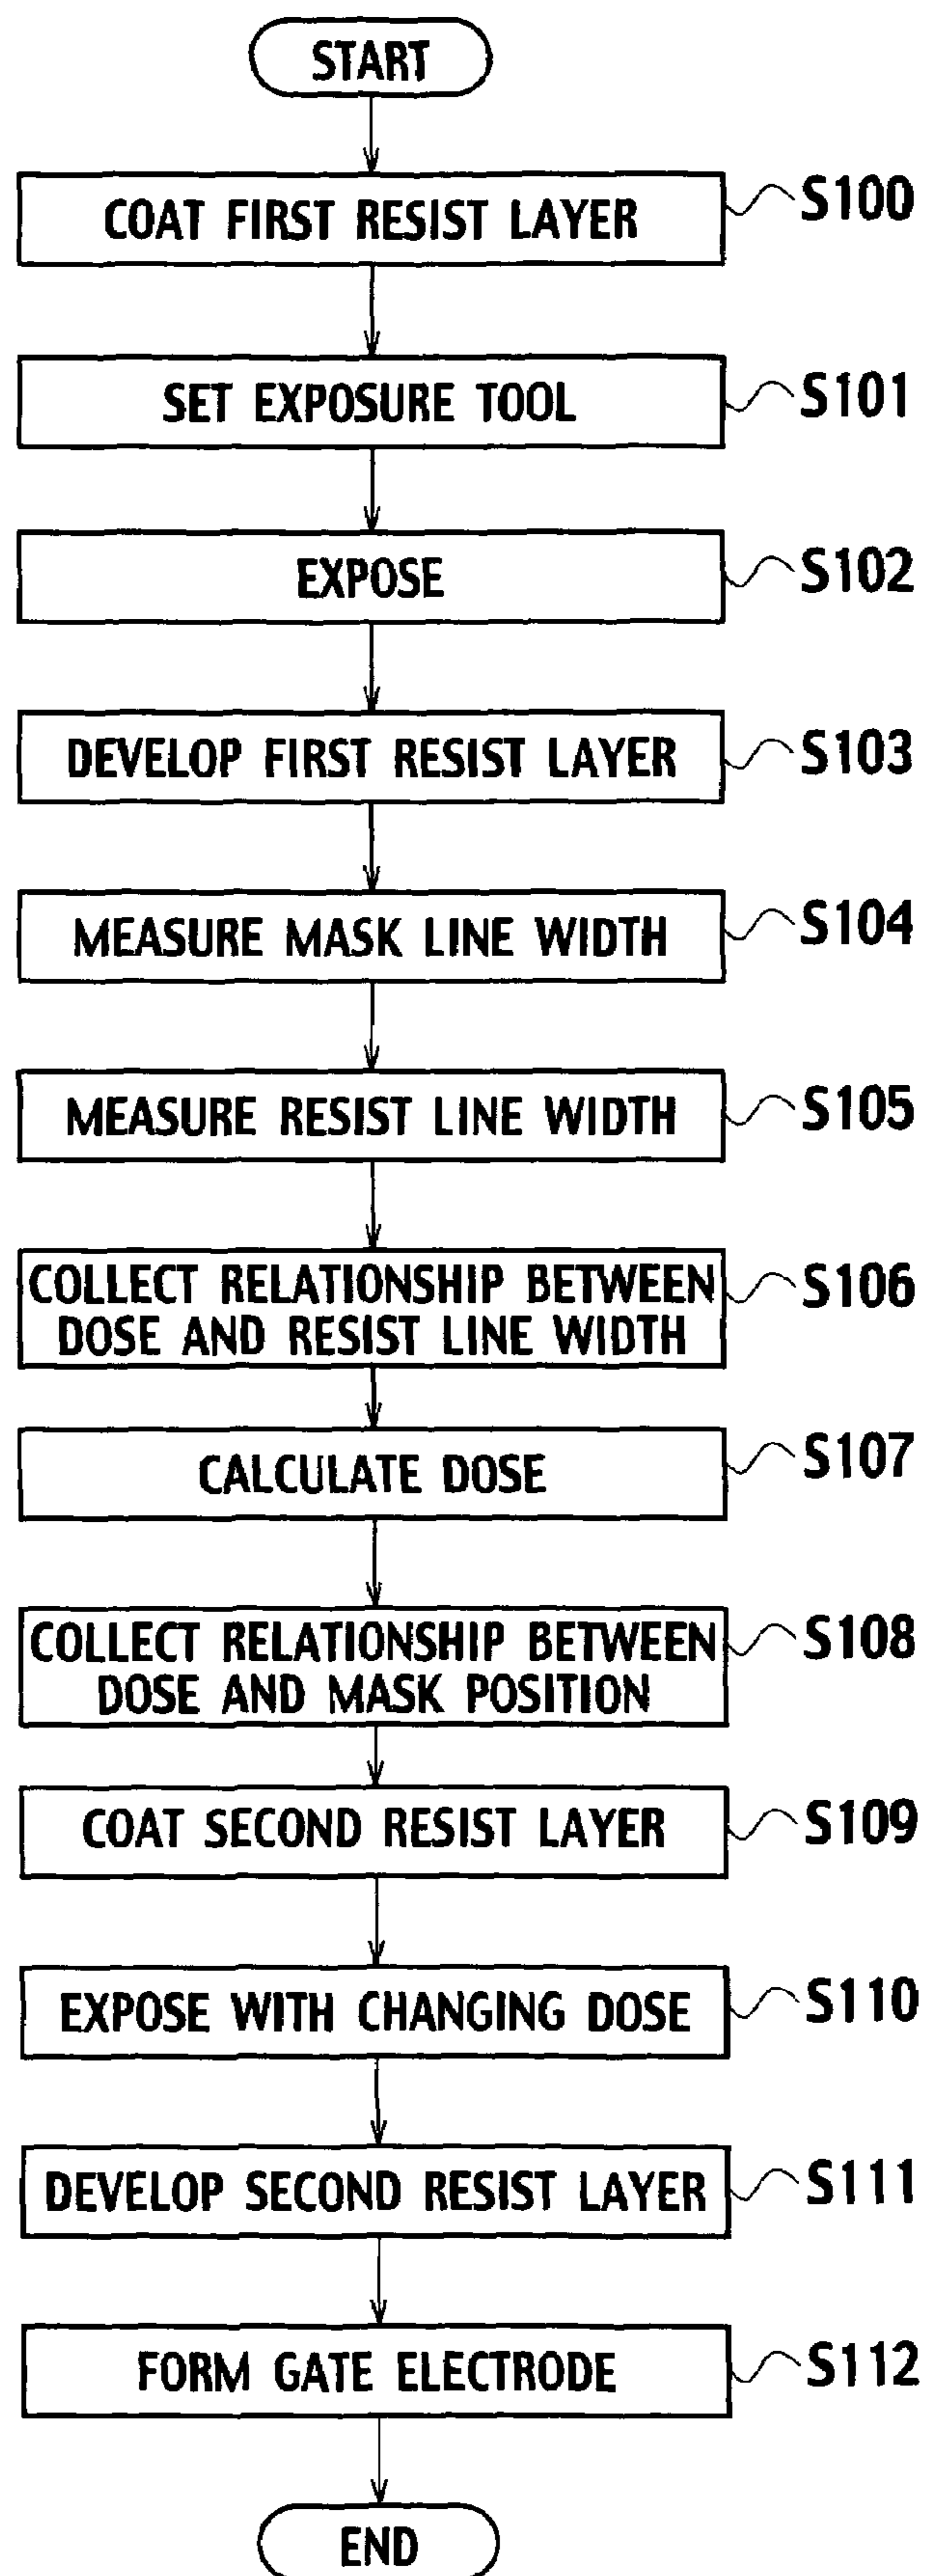 START
COAT FIRST RESIST LAYER
S100
SET EXPOSURE TOOL
S101
EXPOSE
S102
DEVELOP FIRST RESIST LAYER
S103
MEASURE MASK LINE WIDTH
S104
MEASURE RESIST LINE WIDTH
S105
COLLECT RELATIONSHIP BETWEEN
DOSE AND RESIST LINE WIDTH
S106
CALCULATE DOSE
S107
COLLECT RELATIONSHIP BETWEEN
DOSE AND MASK POSITION
S108
COAT SECOND RESIST LAYER
S109
EXPOSE WITH CHANGING DOSE
S110
DEVELOP SECOND RESIST LAYER
S111
FORM GATE ELECTRODE
S112
END